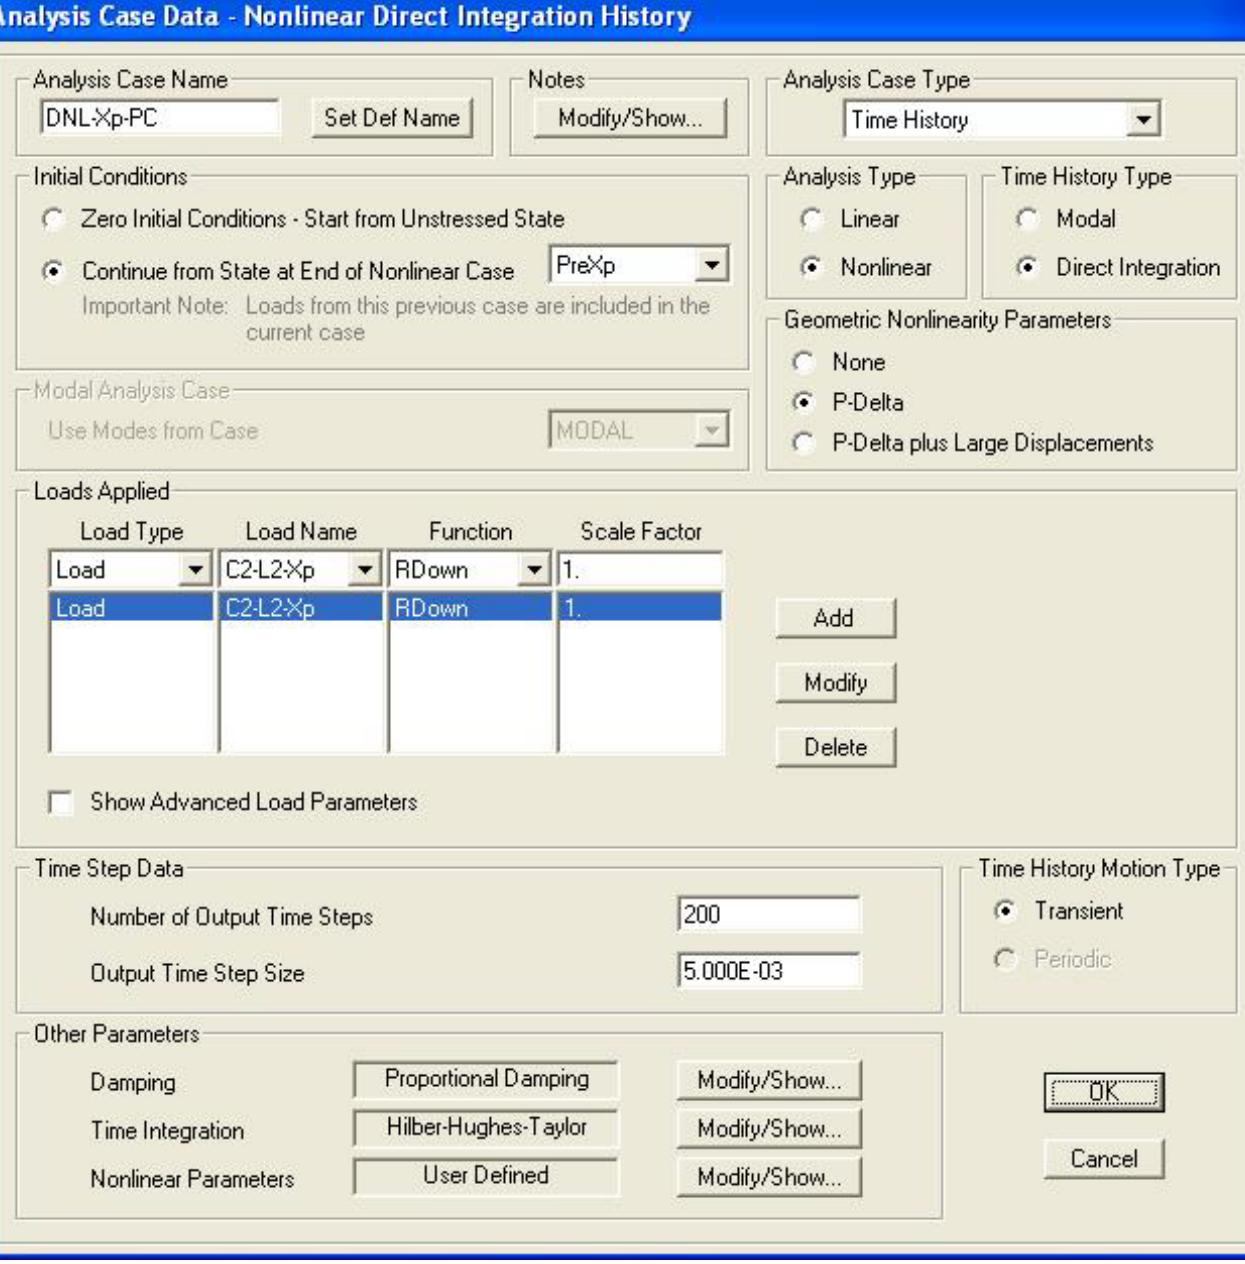 Analysis Case Data - Nonlinear Direct Integration History
Analysis Case Name
DNL-Xp-PC
Set Def Name
Notes
Modify/Show...
Analysis Case Type
Time History
Initial Conditions
Zero Initial Conditions - Start from Unstressed State
Continue from State at End of Nonlinear Case
PreXp
Important Note: Loads from this previous case are included in the
current case
Analysis Type
Linear
Nonlinear
Time History Type
Modal
Direct Integration
Geometric Nonlinearity Parameters
None
P-Delta
P-Delta plus Large Displacements
Modal Analysis Case
Use Modes from Case
MODAL
Loads Applied
Load Type Load Name Function Scale Factor
Load C2-L2-Xp RDown 1.
Load C2-L2-Xp RDown 1.
Add
Modify
Delete
Show Advanced Load Parameters
Time Step Data
Number of Output Time Steps 200
Output Time Step Size 5.000E-03
Time History Motion Type
Transient
Periodic
Other Parameters
Damping Proportional Damping Modify/Show...
Time Integration Hilber-Hughes-Taylor Modify/Show...
Nonlinear Parameters User Defined Modify/Show...
OK
Cancel